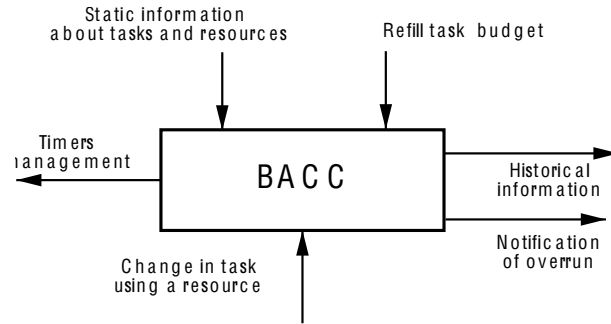 Static information
about tasks and resources
Refill task budget
Timers
management
BACC
Historical
information
Notification
of overrun
Change in task
using a resource